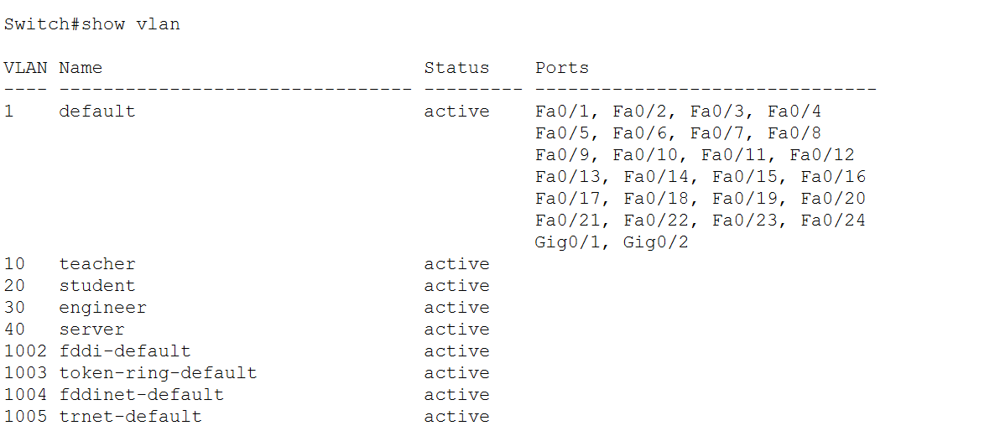 Switch#show vlan
VLAN Name                             Status    Ports
---- -------------------------------- --------- -------------------------------
1    default                          active    Fa0/1, Fa0/2, Fa0/3, Fa0/4
                                                Fa0/5, Fa0/6, Fa0/7, Fa0/8
                                                Fa0/9, Fa0/10, Fa0/11, Fa0/12
                                                Fa0/13, Fa0/14, Fa0/15, Fa0/16
                                                Fa0/17, Fa0/18, Fa0/19, Fa0/20
                                                Fa0/21, Fa0/22, Fa0/23, Fa0/24
                                                Gig0/1, Gig0/2
10   teacher                          active
20   student                          active
30   engineer                         active
40   server                           active
1002 fddi-default                     active
1003 token-ring-default               active
1004 fddinet-default                  active
1005 trnet-default                    active